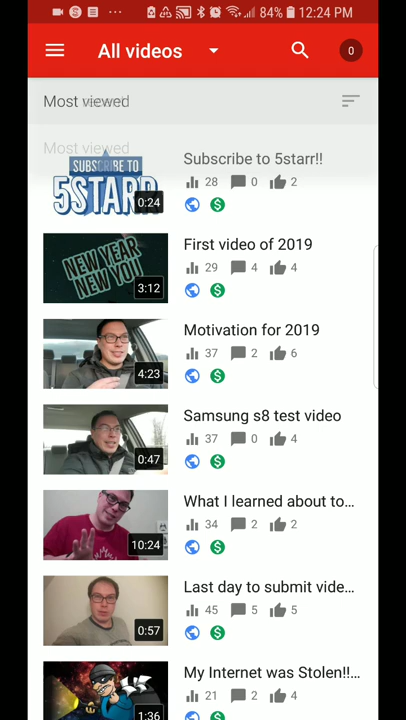 84% 12:24 PM
All videos
0
Most viewed
Most viewed
SUBSCRIBE TO
5STARR
0:24
Subscribe to 5starr!!
28 0 2
NEW YEAR
NEW YOU
3:12
First video of 2019
29 4 4
4:23
Motivation for 2019
37 2 6
0:47
Samsung s8 test video
37 0 4
10:24
What I learned about to...
34 2 2
0:57
Last day to submit vide...
45 5 5
1:36
My Internet was Stolen!!...
21 2 4